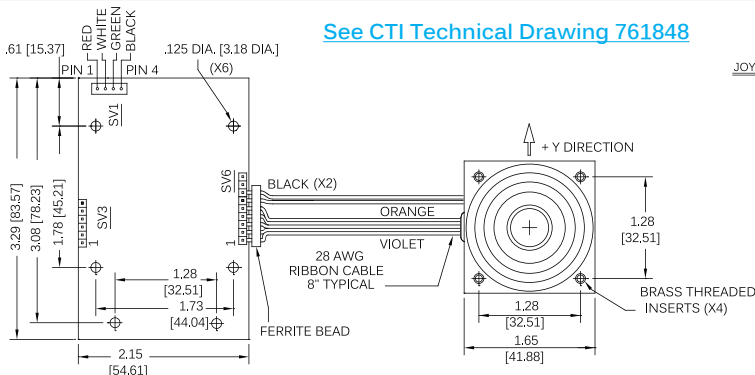 See CTI Technical Drawing 761848
RED
WHITE
GREEN
BLACK
.61 [15.37]
PIN 1
PIN 4
.125 DIA. [3.18 DIA.]
(X6)
JOY
SV1
+ Y DIRECTION
SV6
BLACK (X2)
SV3
ORANGE
VIOLET
1
1
3.29 [83.57]
3.08 [78.23]
1.78 [45.21]
1.28
[32.51]
28 AWG
RIBBON CABLE
8" TYPICAL
1.28
[32.51]
1.73
[44.04]
BRASS THREADED
INSERTS (X4)
1.28
[32.51]
FERRITE BEAD
1.65
[41.88]
2.15
[54.61]